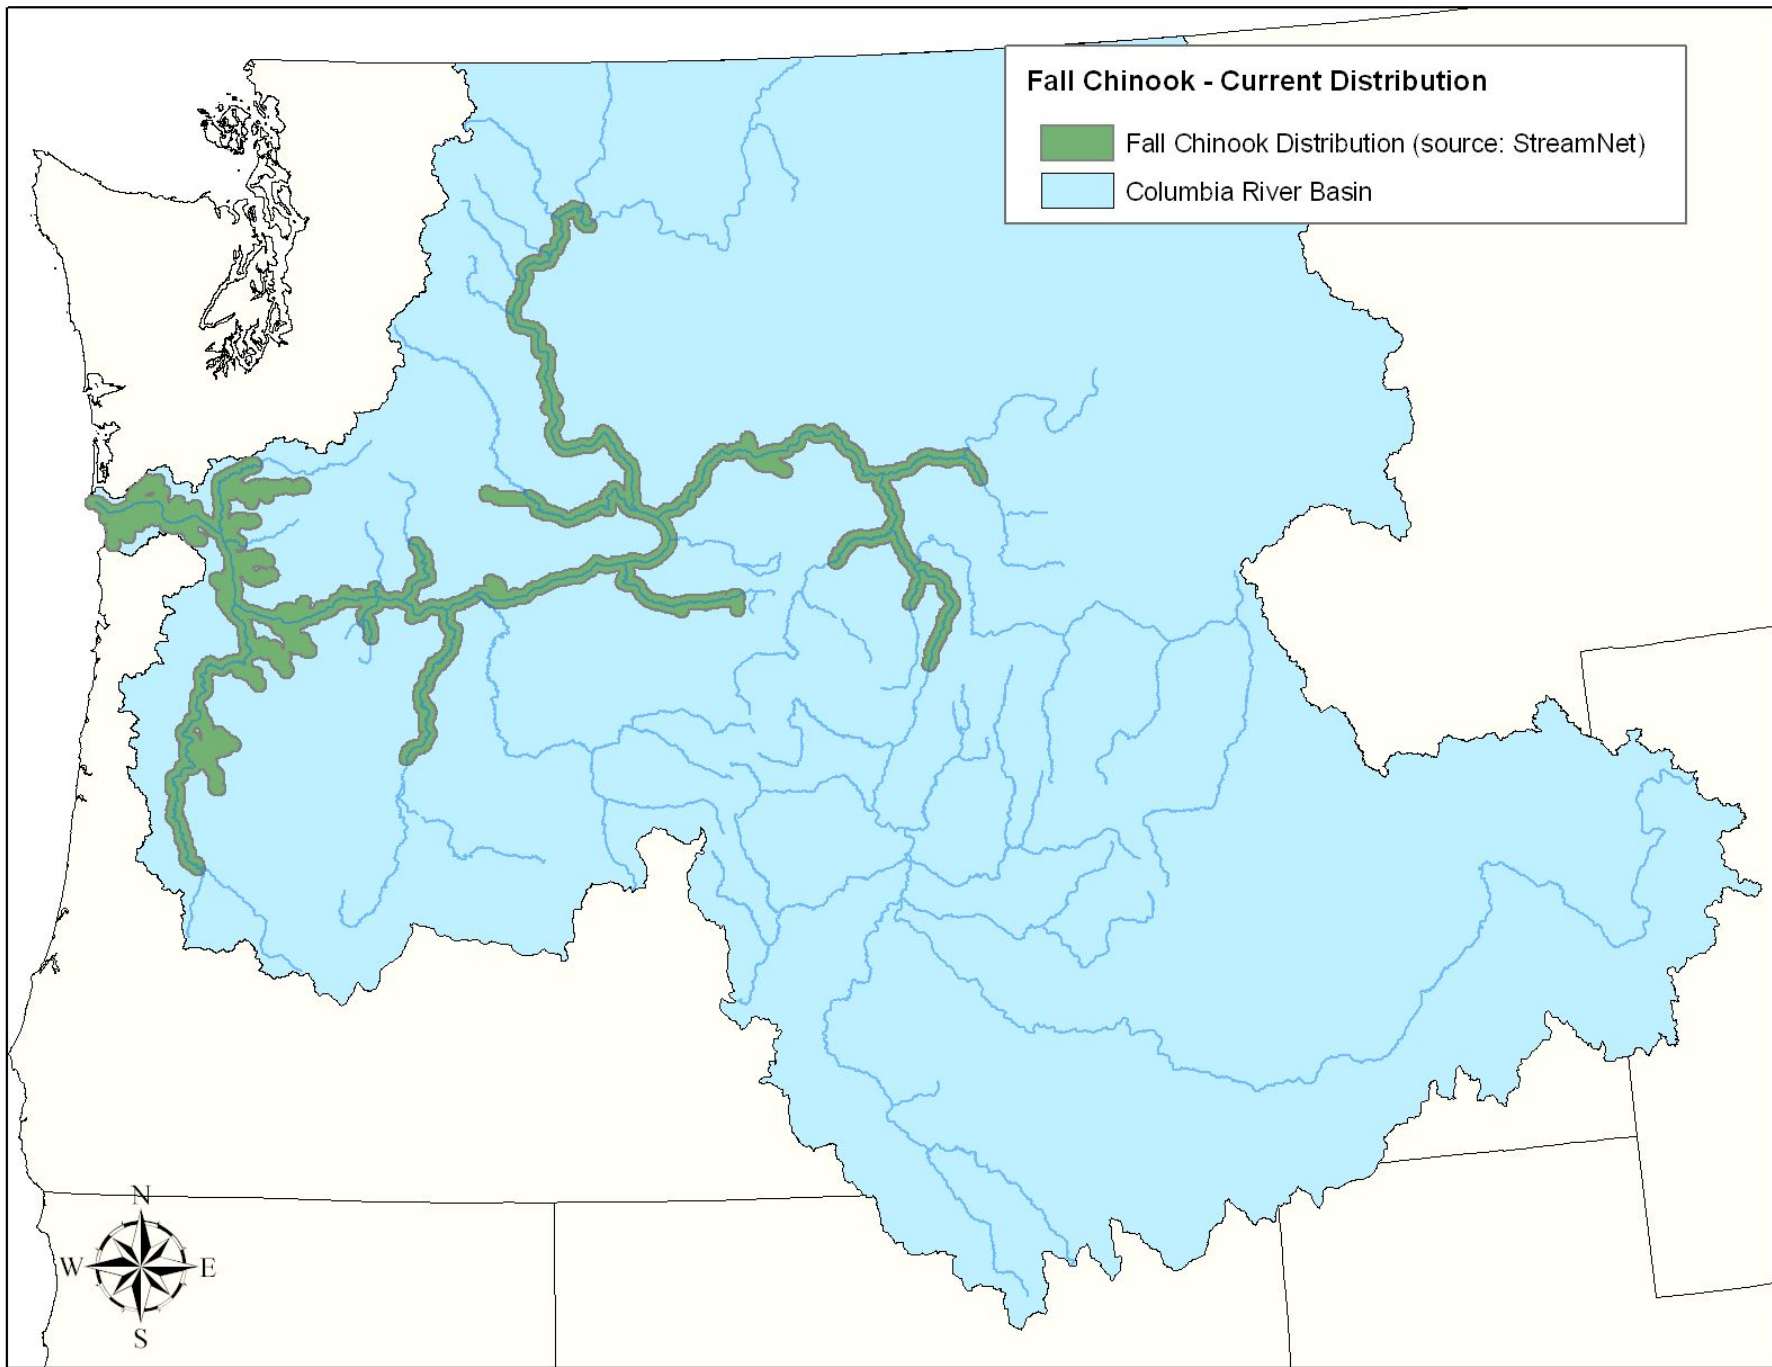 Fall Chinook - Current Distribution
Fall Chinook Distribution (source: StreamNet)
Columbia River Basin
N
W E
S